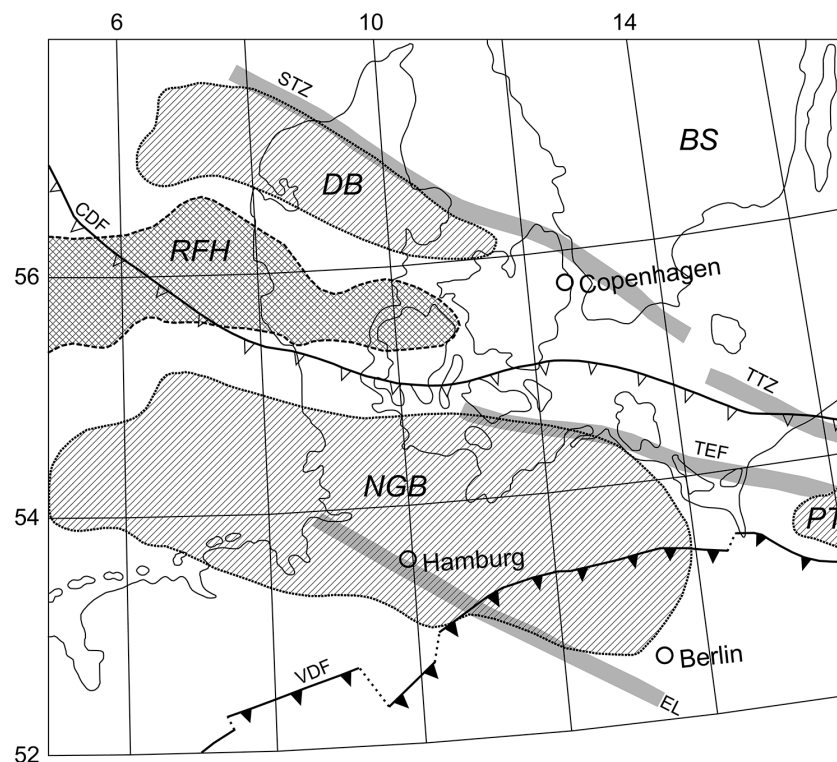 6 10 14
STZ
BS
DB
CDF
RFH
56
Copenhagen
TTZ
TEF
NGB
54
PT
Hamburg
Berlin
VDF
EL
52